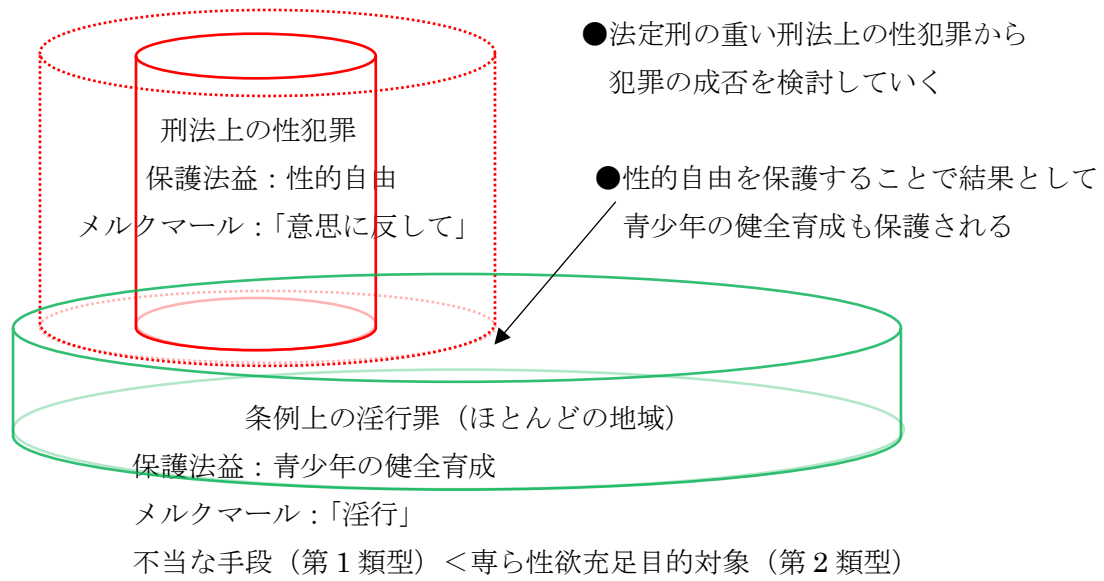 ●法定刑の重い刑法上の性犯罪から
犯罪の成否を検討していく
刑法上の性犯罪
保護法益：性的自由
メルクマール：「意思に反して」
●性的自由を保護することで結果として
青少年の健全育成も保護される
条例上の淫行罪（ほとんどの地域）
保護法益：青少年の健全育成
メルクマール：「淫行」
不当な手段（第１類型）＜専ら性欲充足目的対象（第２類型）